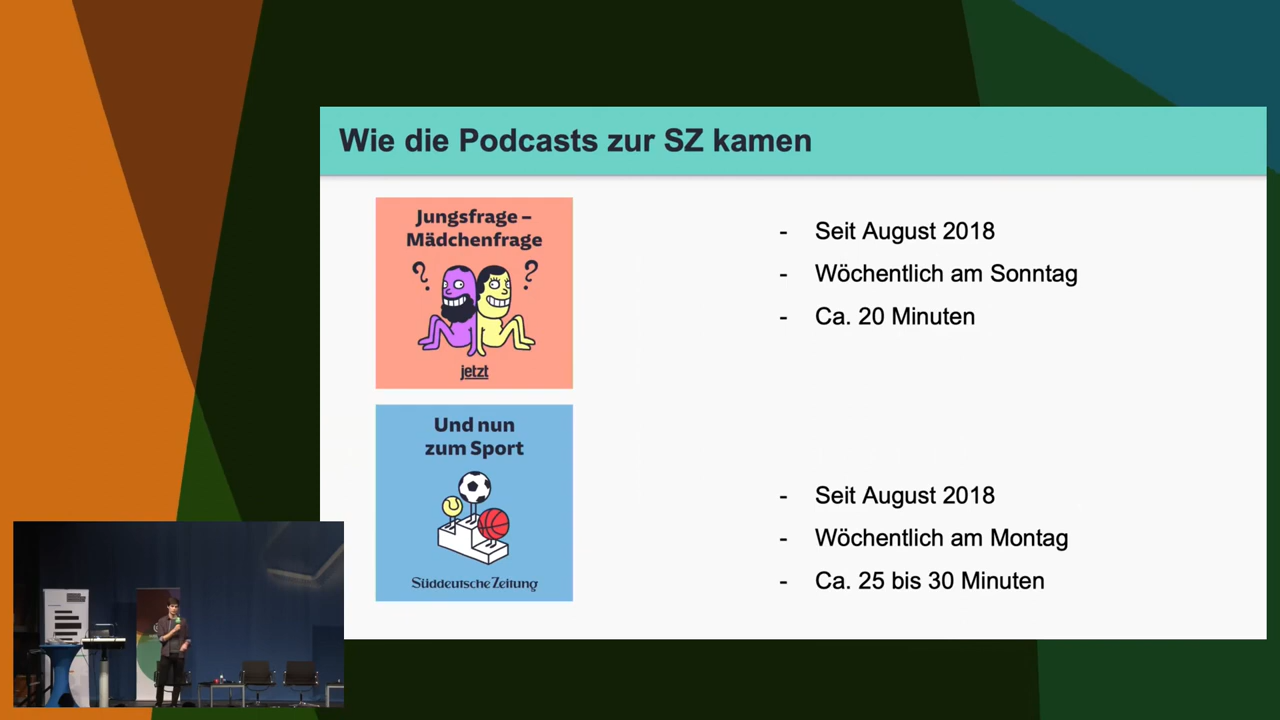 Wie die Podcasts zur SZ kamen
Jungsfrage –
Mädchenfrage
? ?
jetzt
- Seit August 2018
- Wöchentlich am Sonntag
- Ca. 20 Minuten
Und nun
zum Sport
Süddeutsche Zeitung
- Seit August 2018
- Wöchentlich am Montag
- Ca. 25 bis 30 Minuten